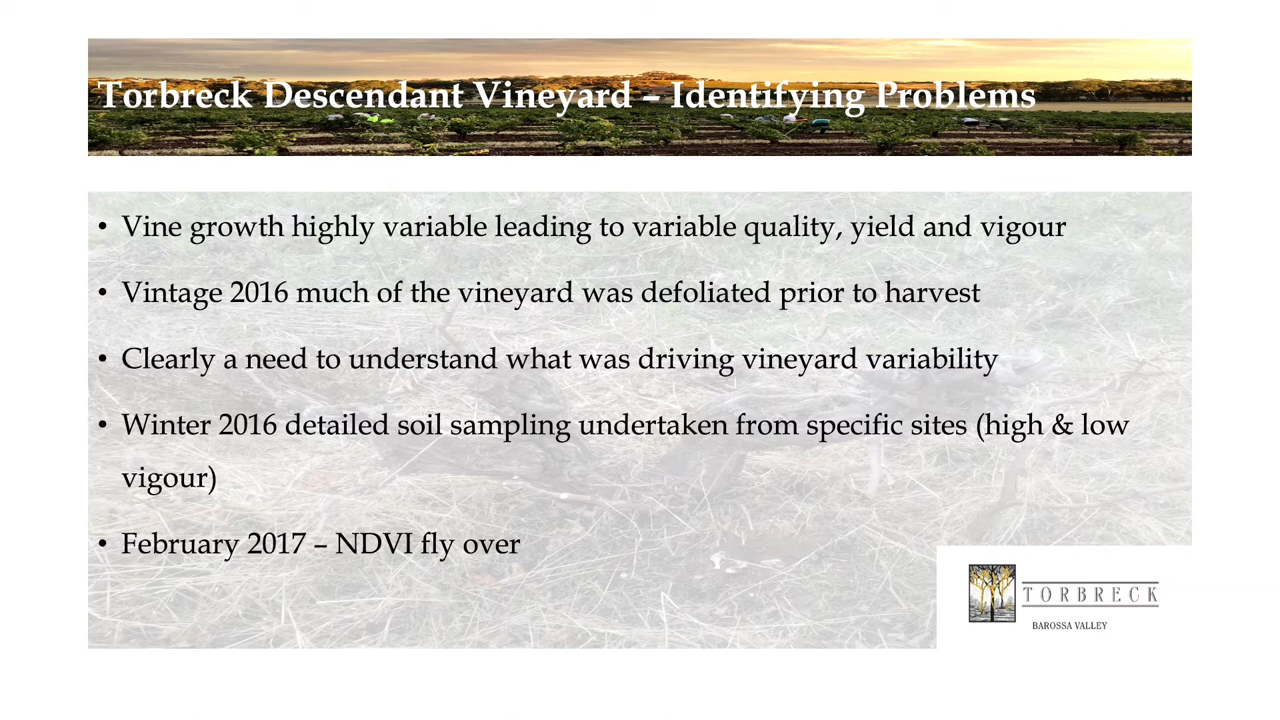 Torbreck Descendant Vineyard – Identifying Problems
• Vine growth highly variable leading to variable quality, yield and vigour
• Vintage 2016 much of the vineyard was defoliated prior to harvest
• Clearly a need to understand what was driving vineyard variability
• Winter 2016 detailed soil sampling undertaken from specific sites (high & low
vigour)
• February 2017 – NDVI fly over
TORBRECK
BAROSSA VALLEY